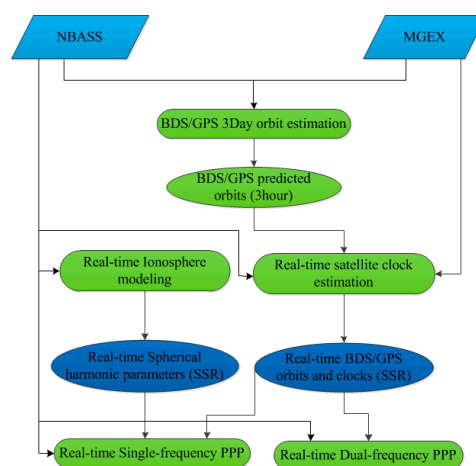 NBASS
MGEX
BDS/GPS 3Day orbit estimation
BDS/GPS predicted
orbits (3hour)
Real-time Ionosphere
modeling
Real-time satellite clock
estimation
Real-time Spherical
harmonic parameters (SSR)
Real-time BDS/GPS
orbits and clocks (SSR)
Real-time Single-frequency PPP
Real-time Dual-frequency PPP